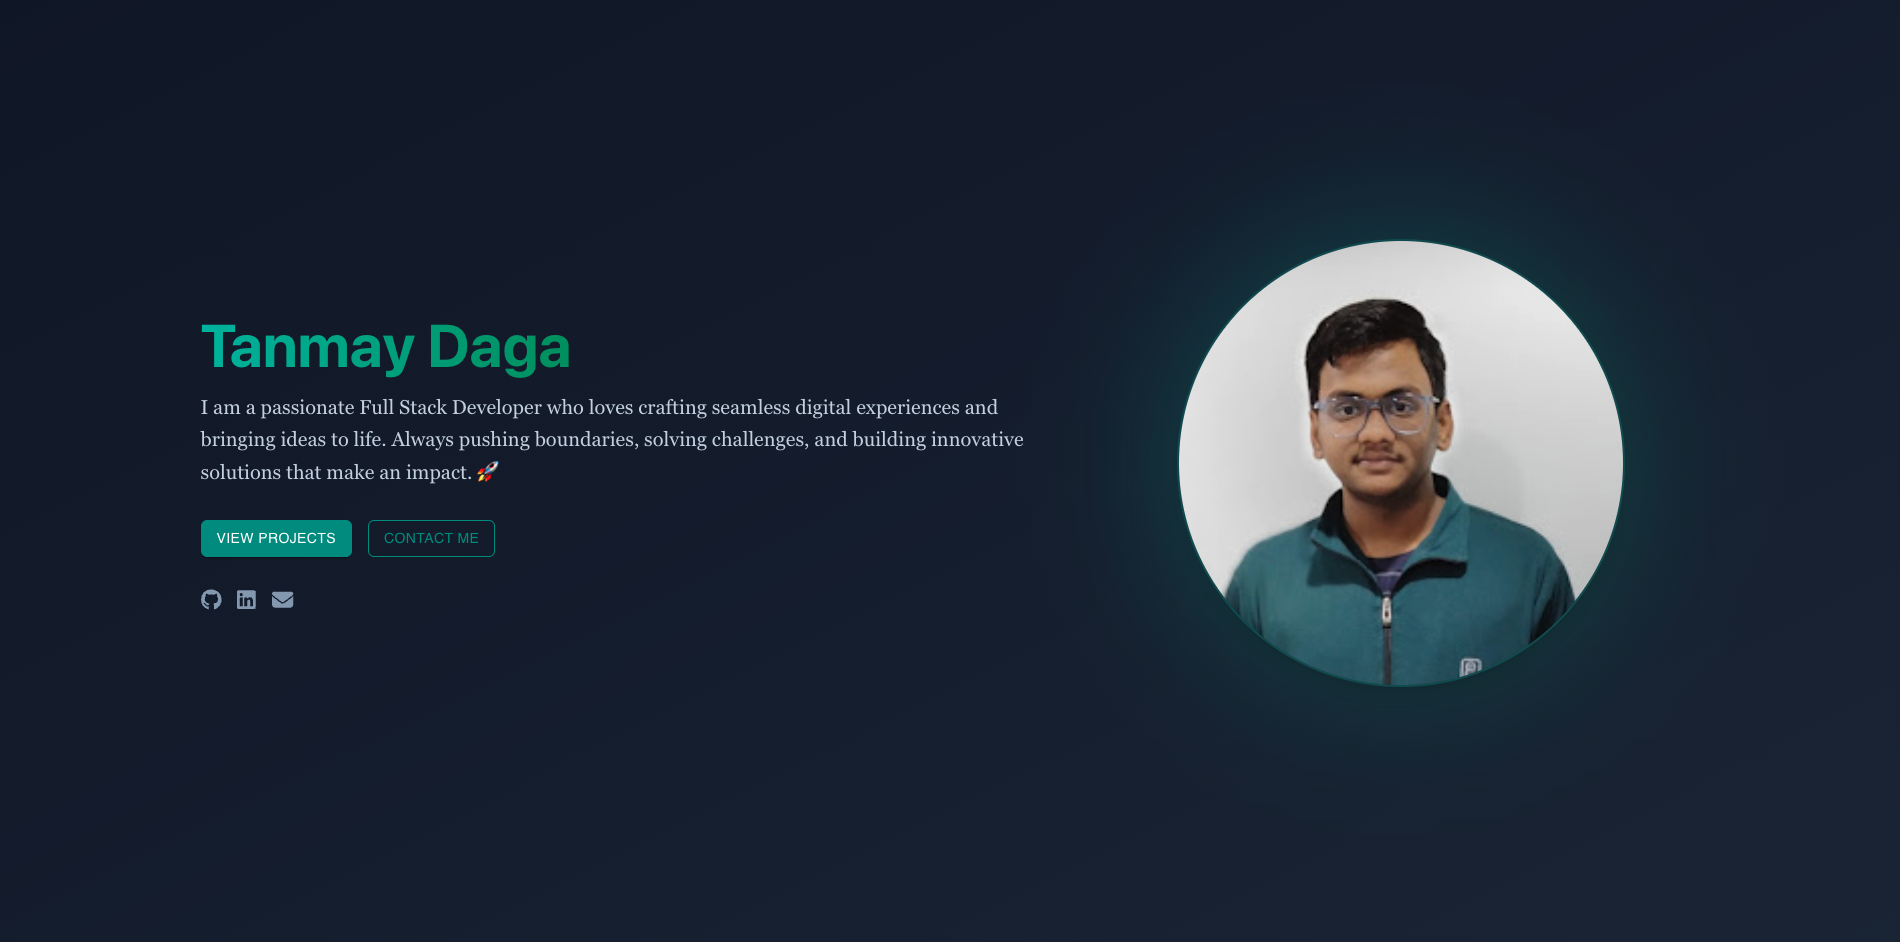 Tanmay Daga
I am a passionate Full Stack Developer who loves crafting seamless digital experiences and
bringing ideas to life. Always pushing boundaries, solving challenges, and building innovative
solutions that make an impact. 🚀
VIEW PROJECTS
CONTACT ME